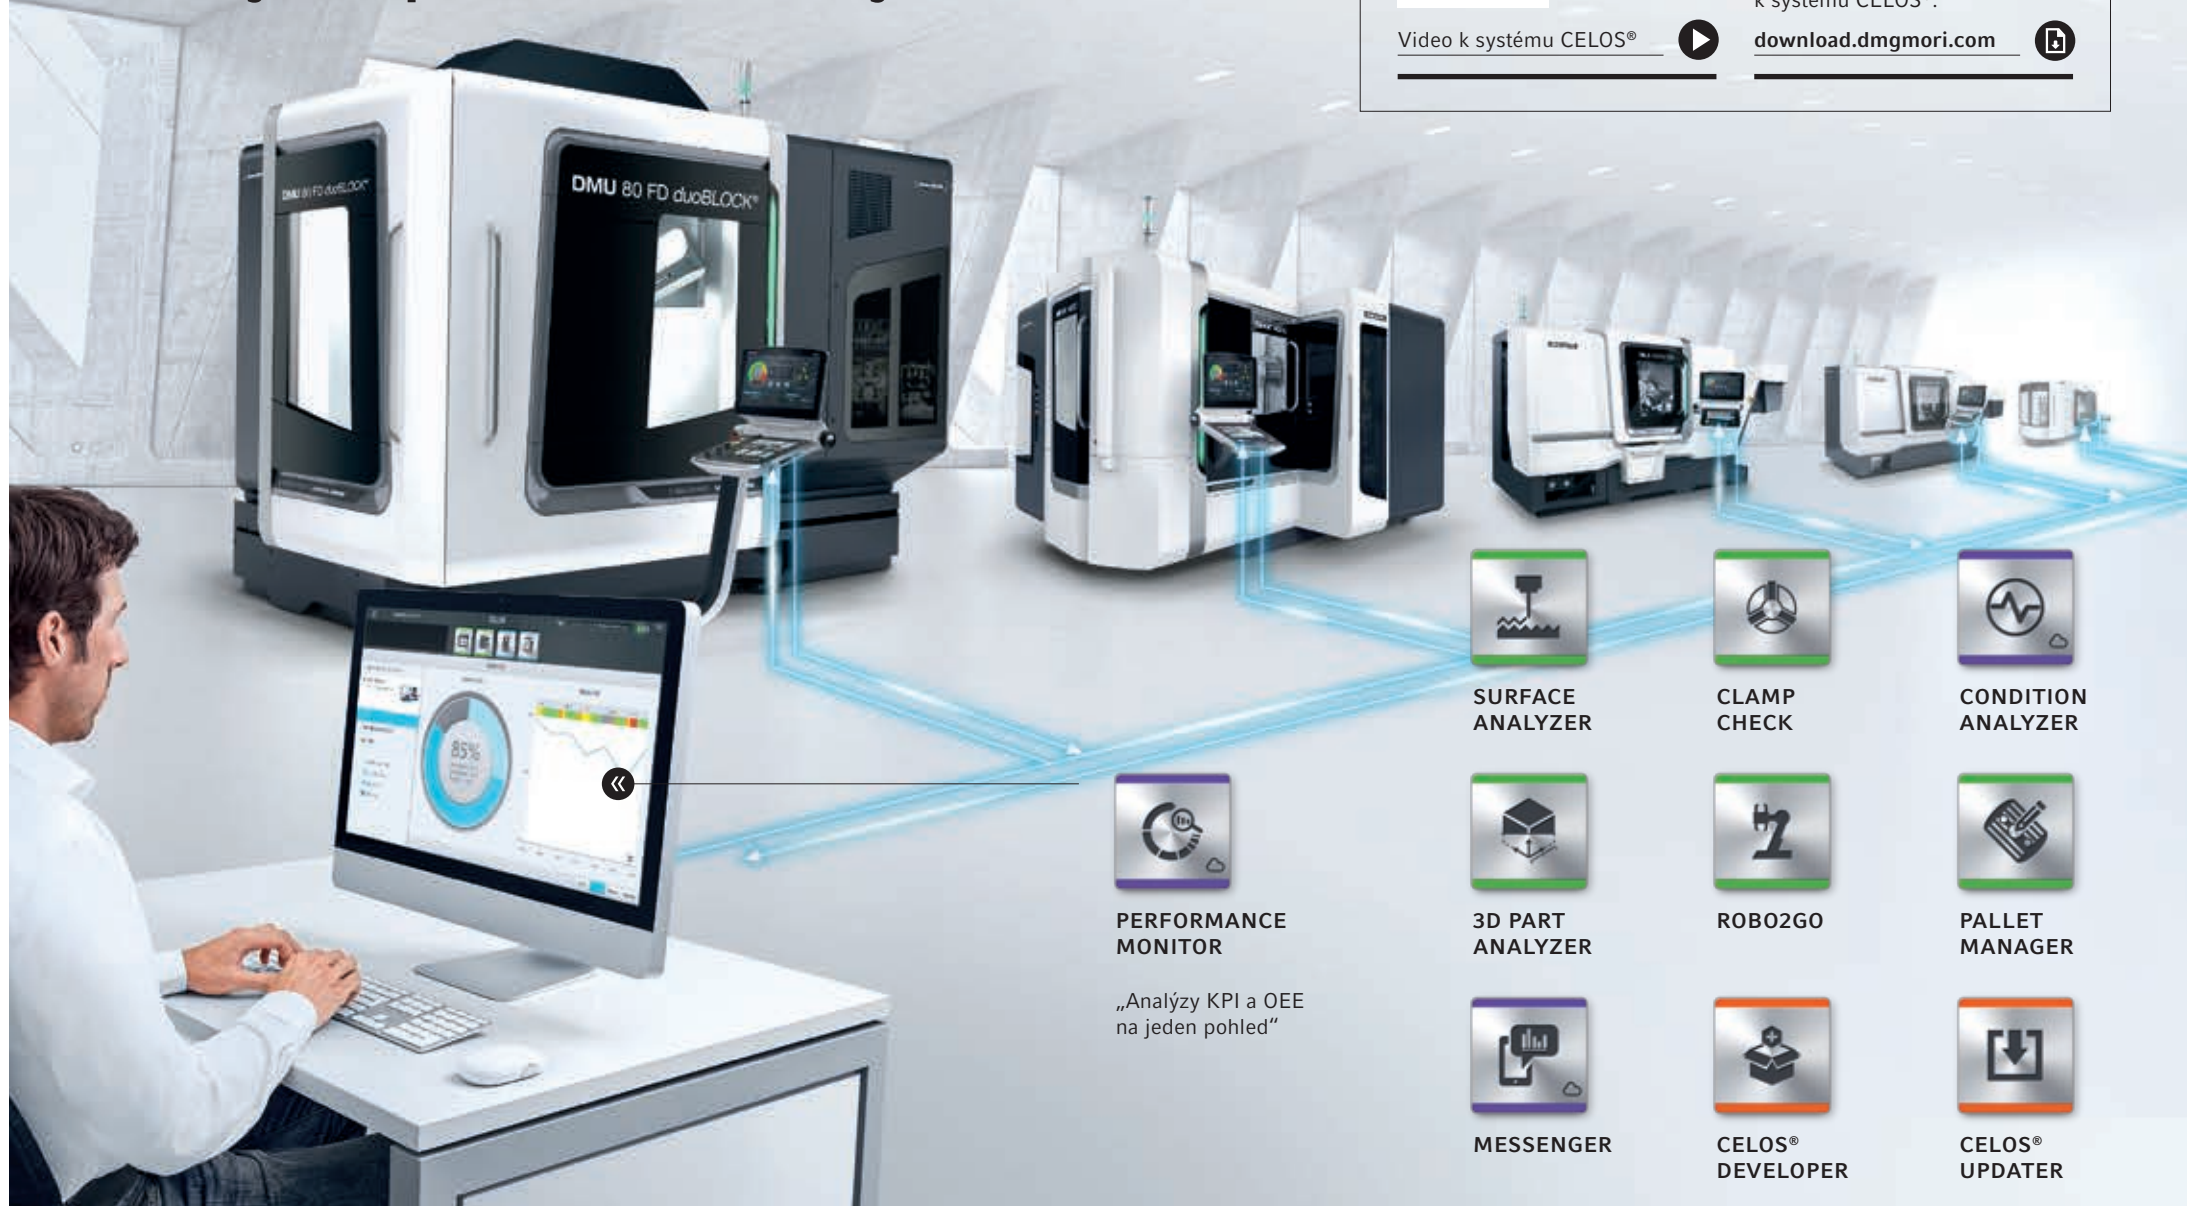 k systému CELOS®:
Video k systému CELOS®
download.dmgmori.com
DMU 80 FD duoBLOCK®
DMU 80 FD duoBLOCK®
85%
SURFACE
ANALYZER
CLAMP
CHECK
CONDITION
ANALYZER
PERFORMANCE
MONITOR
„Analýzy KPI a OEE
na jeden pohled“
3D PART
ANALYZER
ROBO2GO
PALLET
MANAGER
MESSENGER
CELOS®
DEVELOPER
CELOS®
UPDATER